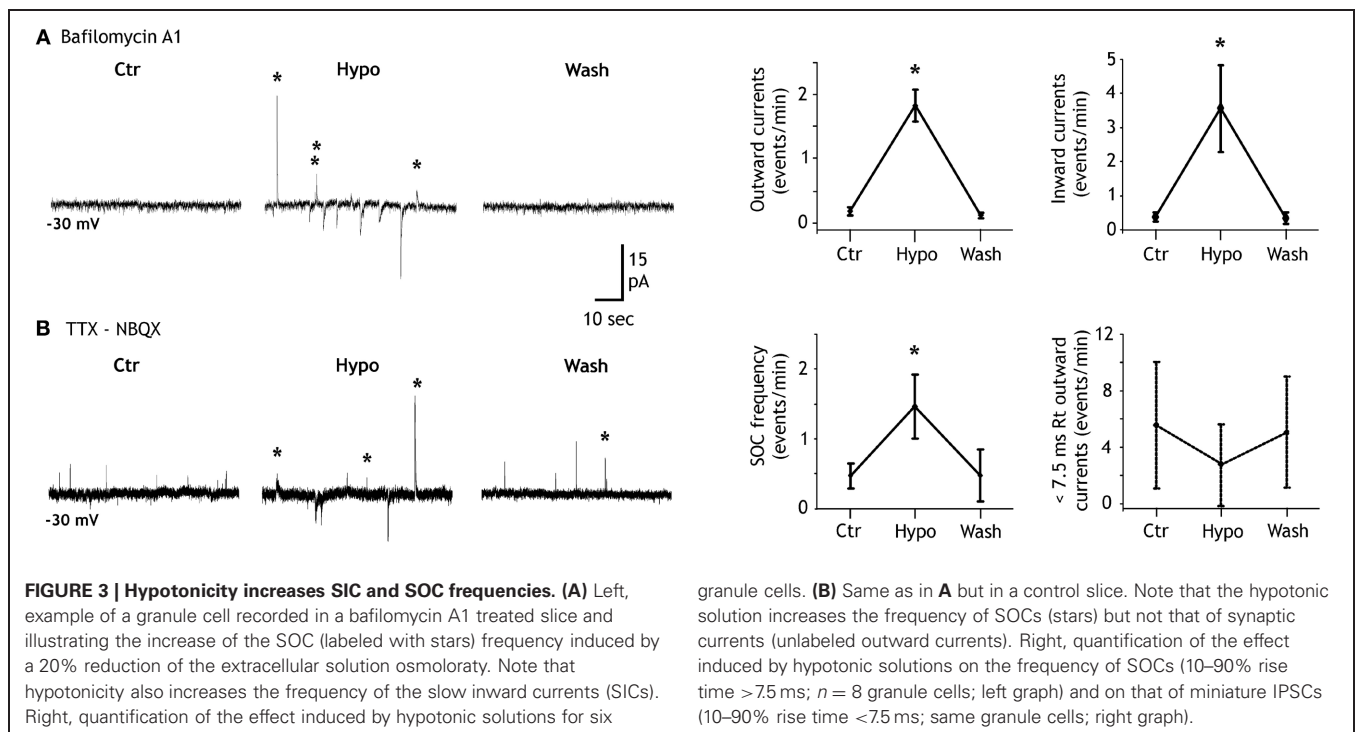 A Bafilomycin A1
Ctr Hypo Wash
*
*
*
*
-30 mV
15
pA
10 sec
Outward currents
(events/min)
2
1
0
*
Ctr Hypo Wash
Inward currents
(events/min)
5
4
3
2
1
0
*
Ctr Hypo Wash
B TTX - NBQX
Ctr Hypo Wash
*
*
*
*
-30 mV
SOC frequency
(events/min)
2
1
0
*
Ctr Hypo Wash
< 7.5 ms Rt outward
currents (events/min)
12
8
4
0
Ctr Hypo Wash
FIGURE 3 | Hypotonicity increases SIC and SOC frequencies. (A) Left,
example of a granule cell recorded in a bafilomycin A1 treated slice and
illustrating the increase of the SOC (labeled with stars) frequency induced by
a 20% reduction of the extracellular solution osmoloraty. Note that
hypotonicity also increases the frequency of the slow inward currents (SICs).
Right, quantification of the effect induced by hypotonic solutions for six
granule cells. (B) Same as in A but in a control slice. Note that the hypotonic
solution increases the frequency of SOCs (stars) but not that of synaptic
currents (unlabeled outward currents). Right, quantification of the effect
induced by hypotonic solutions on the frequency of SOCs (10–90% rise
time >7.5 ms; n = 8 granule cells; left graph) and on that of miniature IPSCs
(10–90% rise time <7.5 ms; same granule cells; right graph).